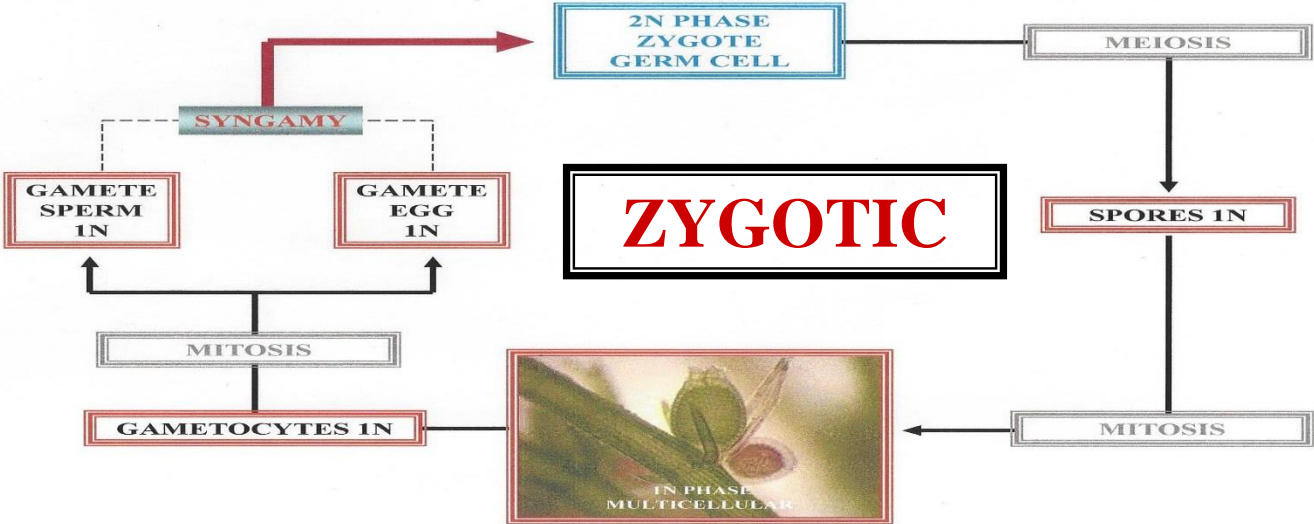 2N PHASE
ZYGOTE
GERM CELL
MEIOSIS
SYNGAMY
GAMETE
SPERM
1N
GAMETE
EGG
1N
ZYGOTIC
SPORES 1N
MITOSIS
GAMETOCYTES 1N
1N PHASE
MULTICELLULAR
MITOSIS